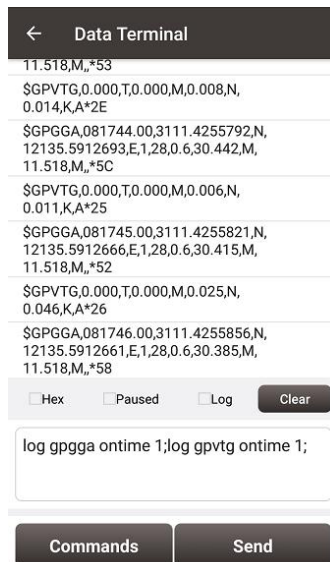 Data Terminal
11.518,M,,*53
$GPVTG,0.000,T,0.000,M,0.008,N,
0.014,K,A*2E
$GPGGA,081744.00,3111.4255792,N,
12135.5912693,E,1,28,0.6,30.442,M,
11.518,M,,*5C
$GPVTG,0.000,T,0.000,M,0.006,N,
0.011,K,A*25
$GPGGA,081745.00,3111.4255821,N,
12135.5912666,E,1,28,0.6,30.415,M,
11.518,M,,*52
$GPVTG,0.000,T,0.000,M,0.025,N,
0.046,K,A*26
$GPGGA,081746.00,3111.4255856,N,
12135.5912661,E,1,28,0.6,30.385,M,
11.518,M,,*58
Hex Paused Log Clear
log gpgga ontime 1;log gpvtg ontime 1;
Commands Send